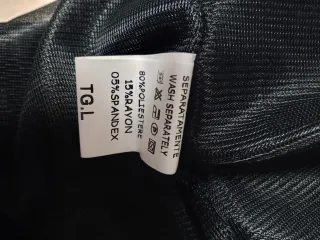 SEPARATAMENTE
WASH SEPARATELY
80%POLIESTERE
15%RAYON
05%SPANDEX
TG.L